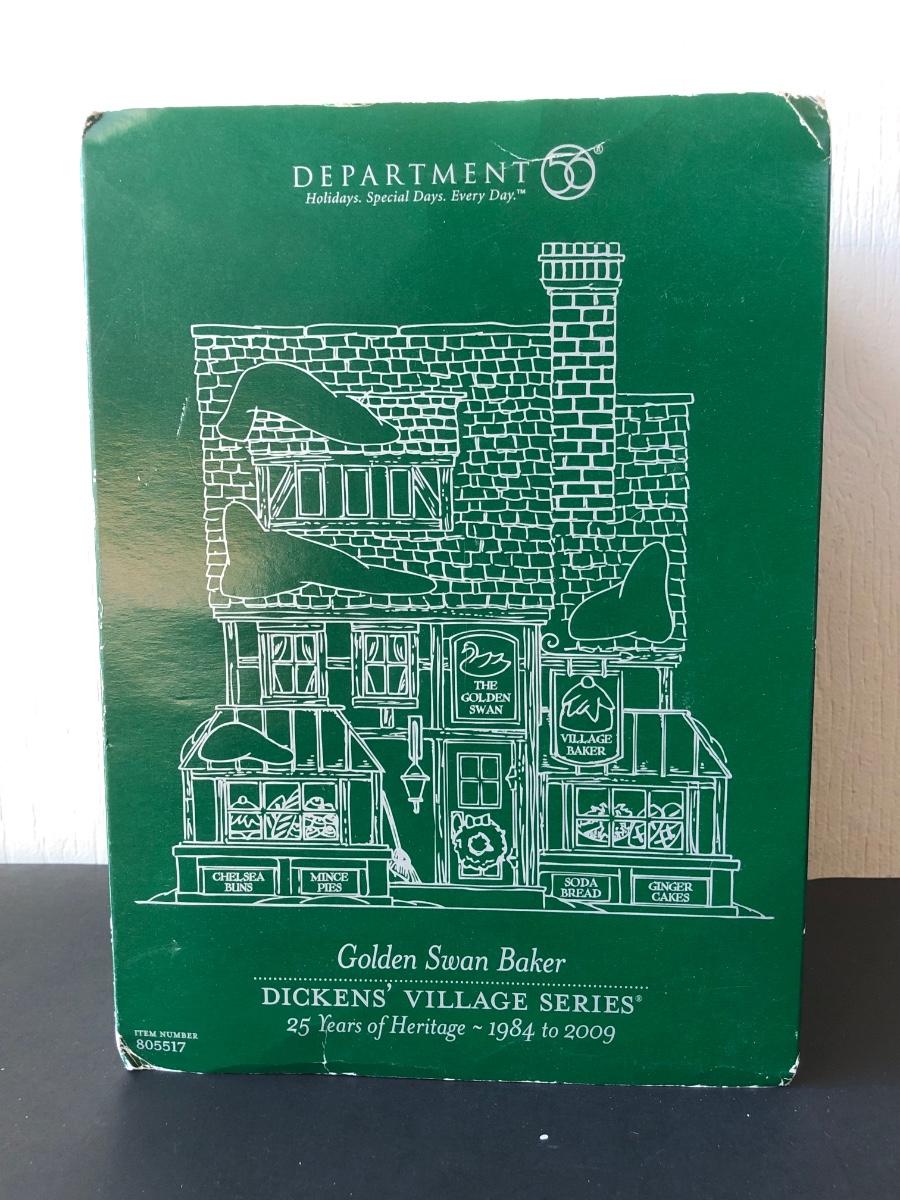 DEPARTMENT 56®
Holidays. Special Days. Every Day.™
THE
GOLDEN
SWAN
VILLAGE
BAKER
CHELSEA
BUNS
MINCE
PIES
SODA
BREAD
GINGER
CAKES
Golden Swan Baker
DICKENS' VILLAGE SERIES®
25 Years of Heritage ~ 1984 to 2009
ITEM NUMBER
805517